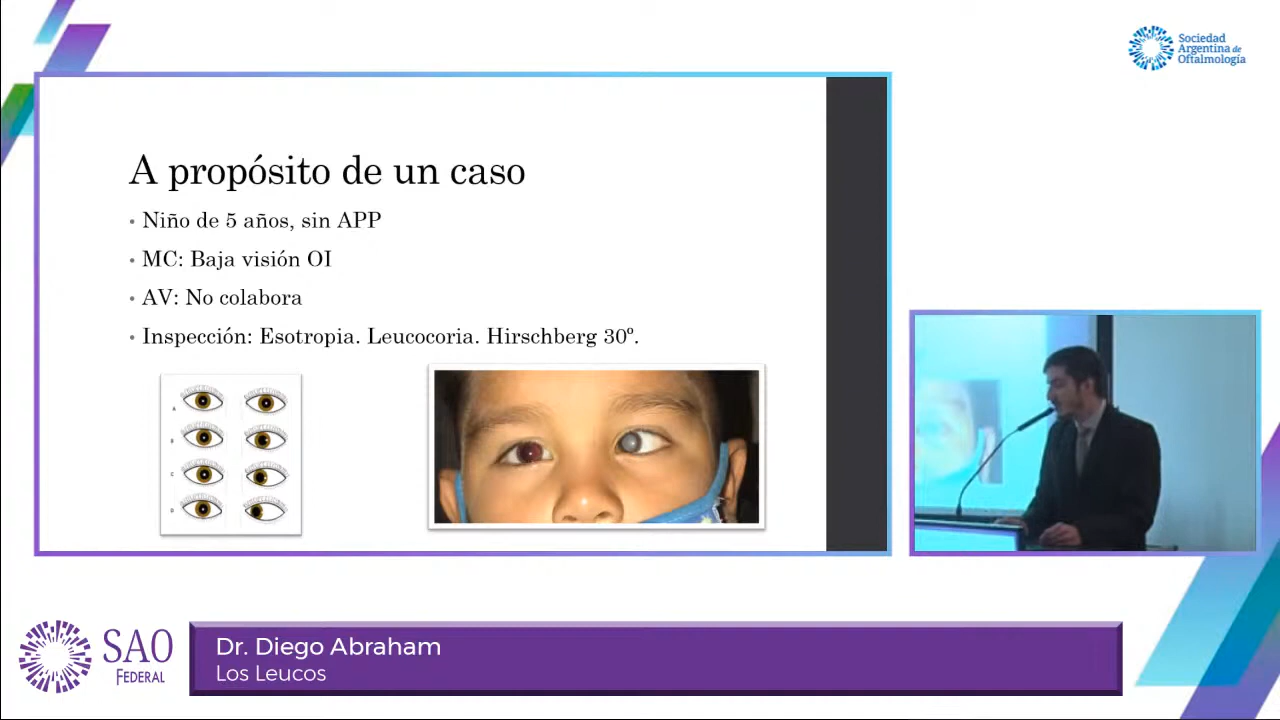 Sociedad
Argentina de
Oftalmología
A propósito de un caso
• Niño de 5 años, sin APP
• MC: Baja visión OI
• AV: No colabora
• Inspección: Esotropia. Leucocoria. Hirschberg 30º.
A
B
C
D
SAO
FEDERAL
Dr. Diego Abraham
Los Leucos